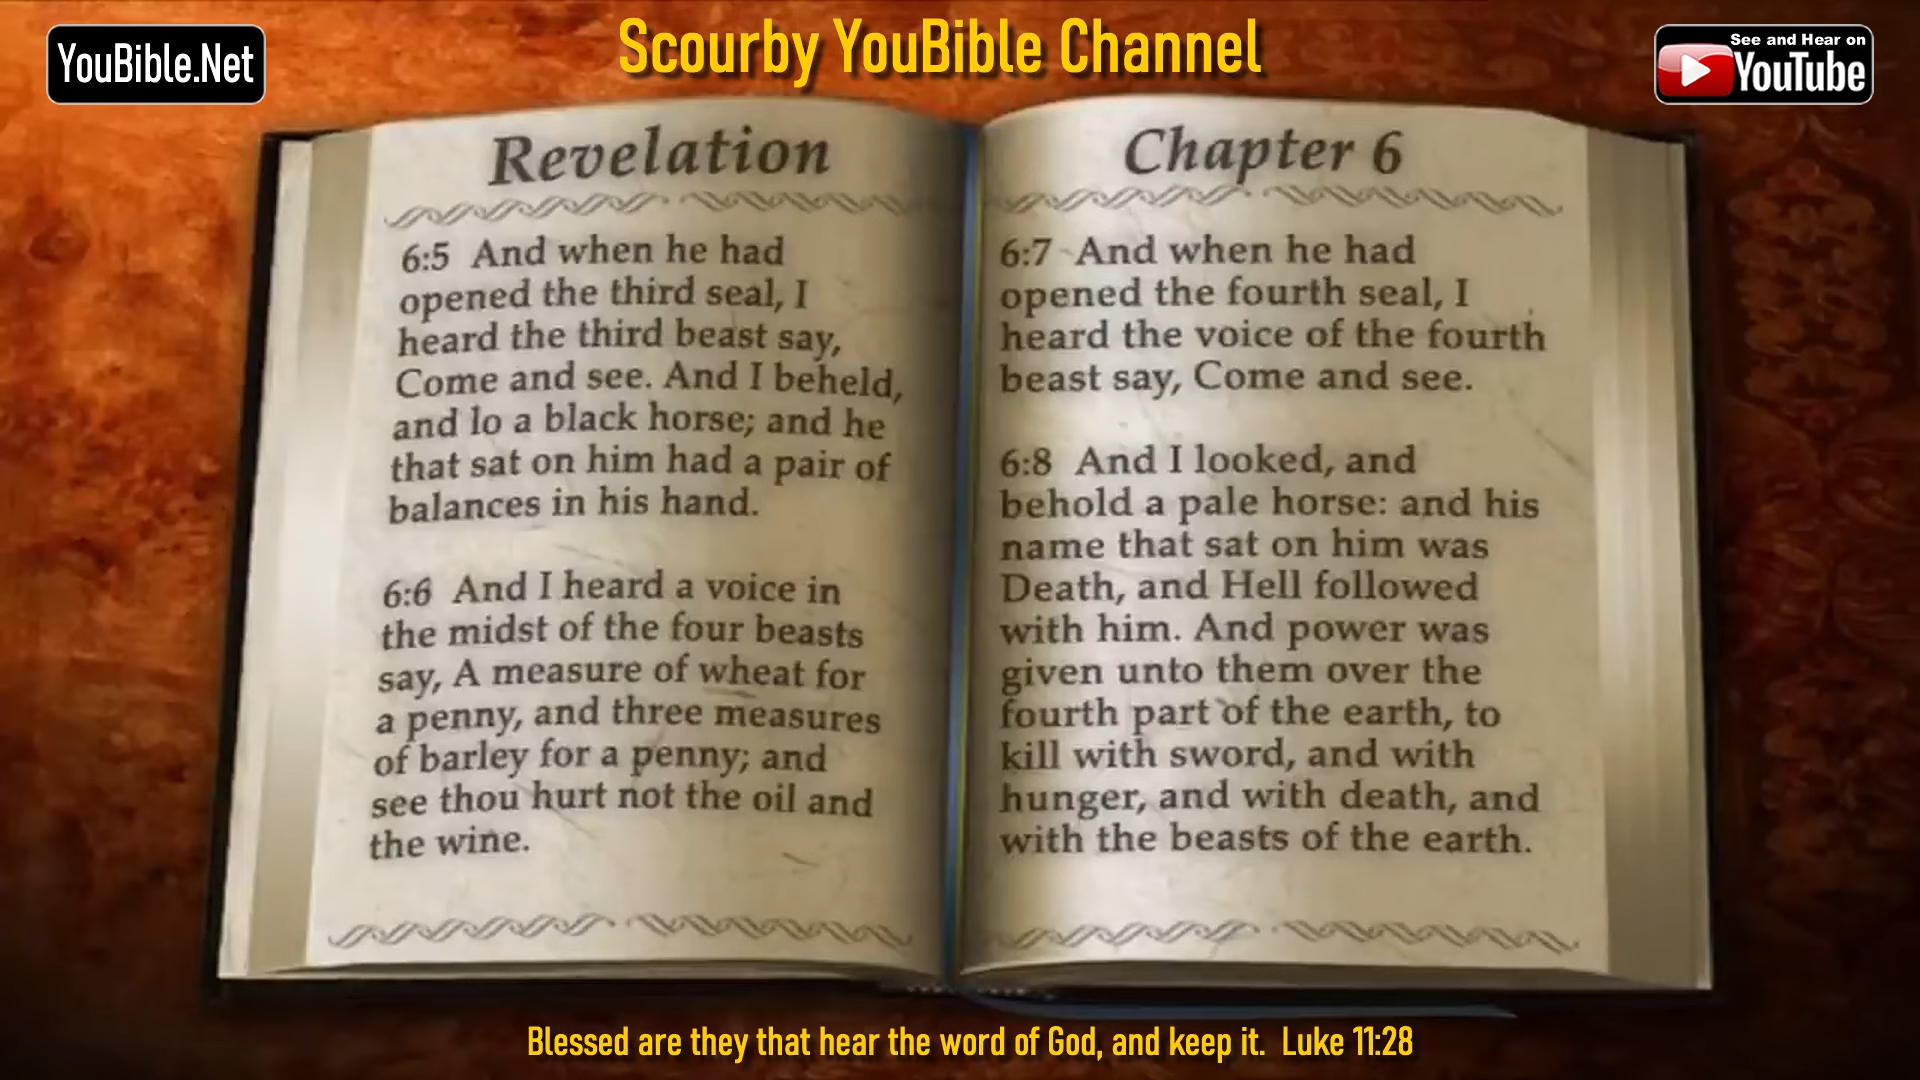 YouBible.Net
Scourby YouBible Channel
See and Hear on
YouTube
Revelation
6:5 And when he had
opened the third seal, I
heard the third beast say,
Come and see. And I beheld,
and lo a black horse; and he
that sat on him had a pair of
balances in his hand.
6:6 And I heard a voice in
the midst of the four beasts
say, A measure of wheat for
a penny, and three measures
of barley for a penny; and
see thou hurt not the oil and
the wine.
Chapter 6
6:7 And when he had
opened the fourth seal, I
heard the voice of the fourth
beast say, Come and see.
6:8 And I looked, and
behold a pale horse: and his
name that sat on him was
Death, and Hell followed
with him. And power was
given unto them over the
fourth part of the earth, to
kill with sword, and with
hunger, and with death, and
with the beasts of the earth.
Blessed are they that hear the word of God, and keep it. Luke 11:28